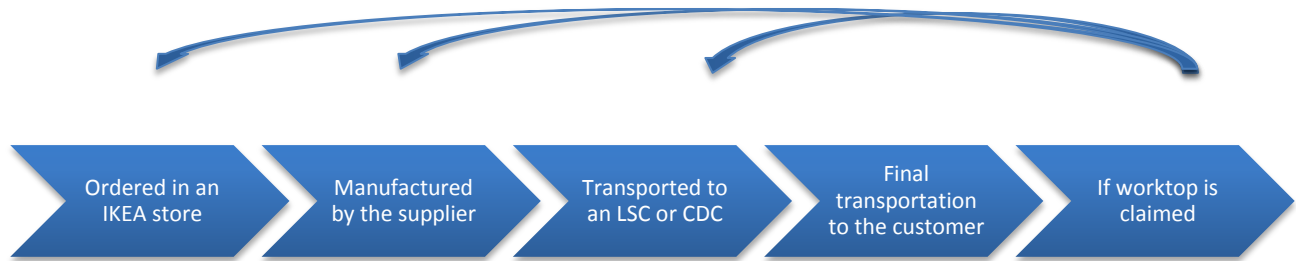 Ordered in an
IKEA store
Manufactured
by the supplier
Transported to
an LSC or CDC
Final
transportation
to the customer
If worktop is
claimed